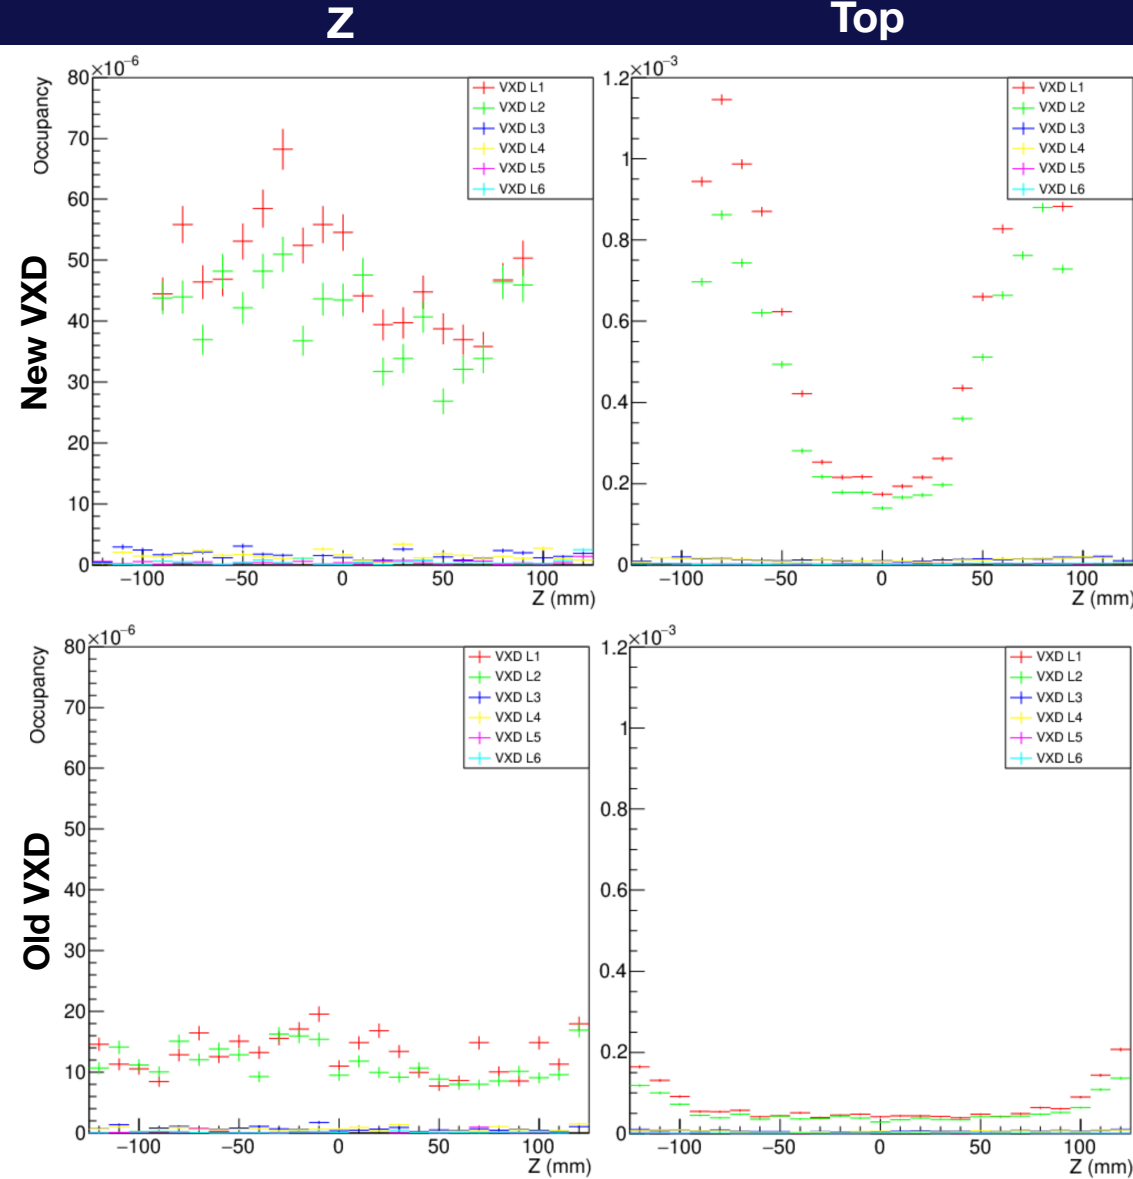 Z
Top
New VXD
80 ×10⁻⁶
Occupancy
70
60
50
40
30
20
10
0
−100 −50 0 50 100
Z (mm)
VXD L1
VXD L2
VXD L3
VXD L4
VXD L5
VXD L6
1.2 ×10⁻³
1
0.8
0.6
0.4
0.2
0
−100 −50 0 50 100
Z (mm)
VXD L1
VXD L2
VXD L3
VXD L4
VXD L5
VXD L6
Old VXD
80 ×10⁻⁶
Occupancy
70
60
50
40
30
20
10
0
−100 −50 0 50 100
Z (mm)
VXD L1
VXD L2
VXD L3
VXD L4
VXD L5
VXD L6
1.2 ×10⁻³
1
0.8
0.6
0.4
0.2
0
−100 −50 0 50 100
Z (mm)
VXD L1
VXD L2
VXD L3
VXD L4
VXD L5
VXD L6